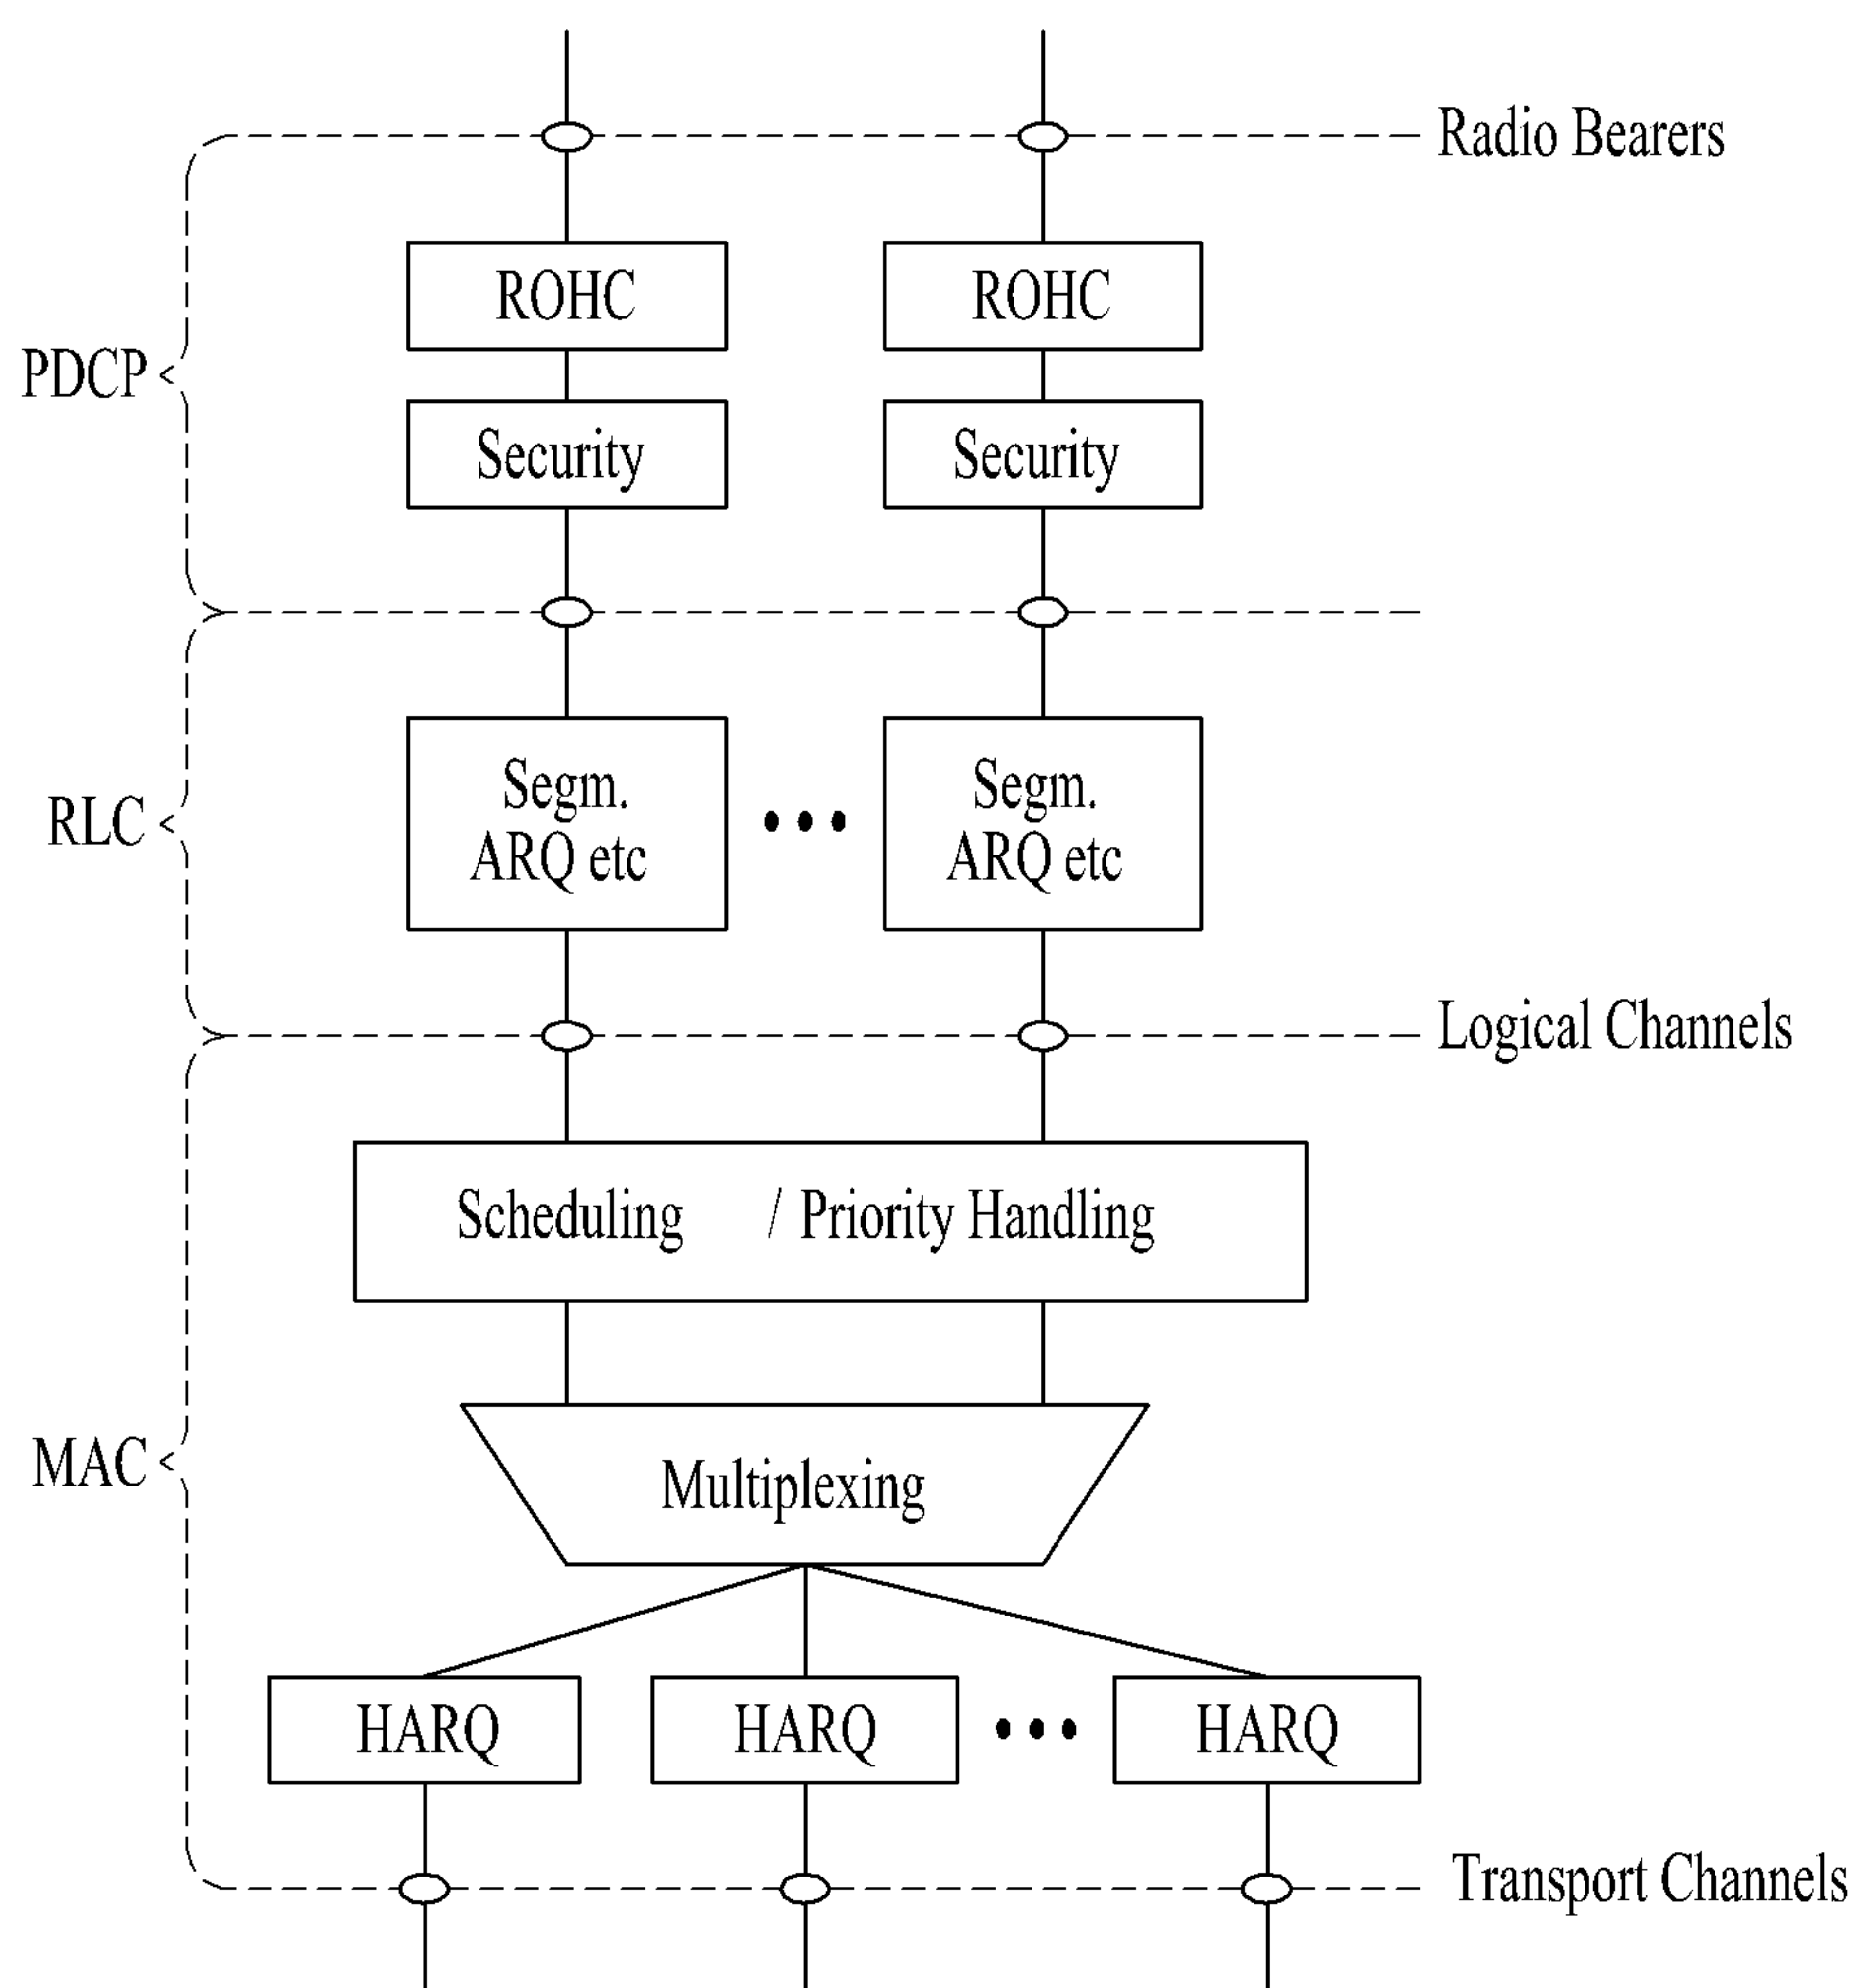 Radio Bearers
ROHC
ROHC
PDCP
Security
Security
Segm.
ARQ etc
Segm.
ARQ etc
RLC
Logical Channels
Scheduling / Priority Handling
MAC
Multiplexing
HARQ
HARQ
HARQ
Transport Channels